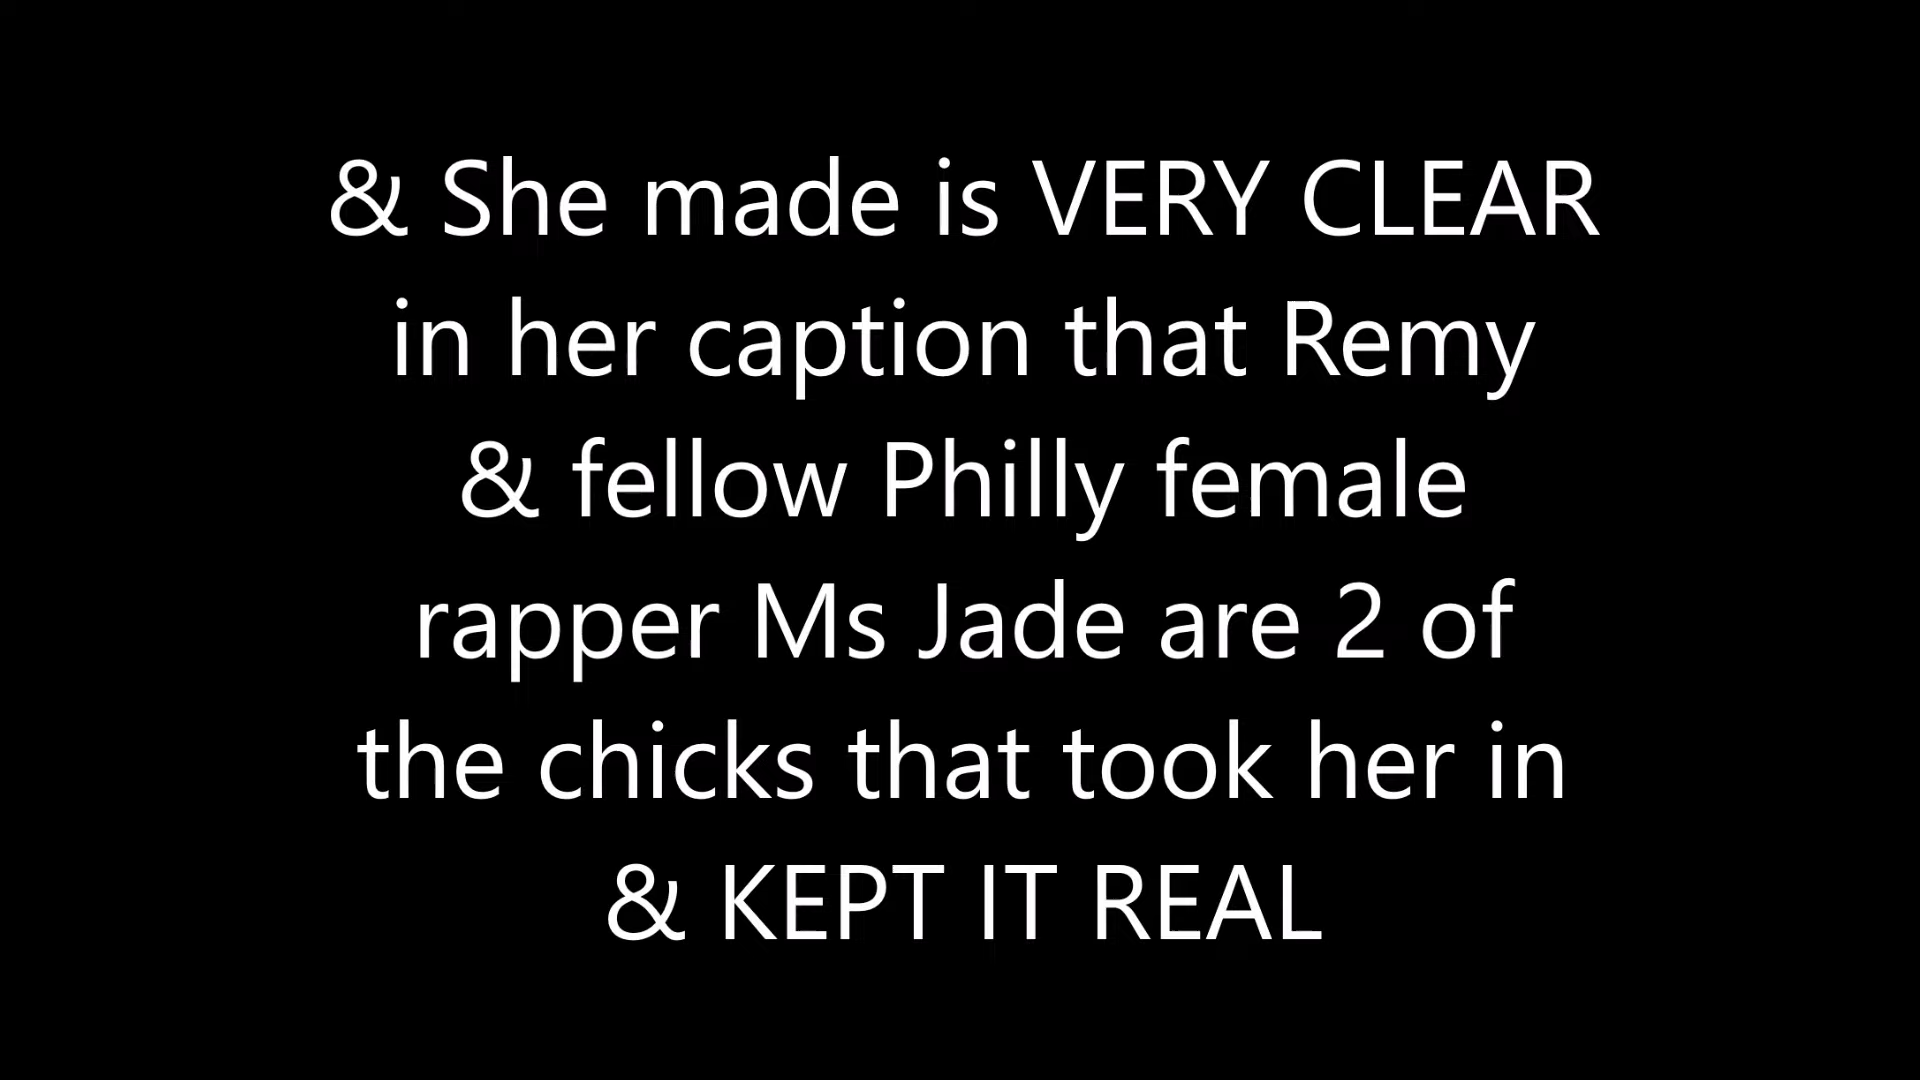 & She made is VERY CLEAR
in her caption that Remy
& fellow Philly female
rapper Ms Jade are 2 of
the chicks that took her in
& KEPT IT REAL